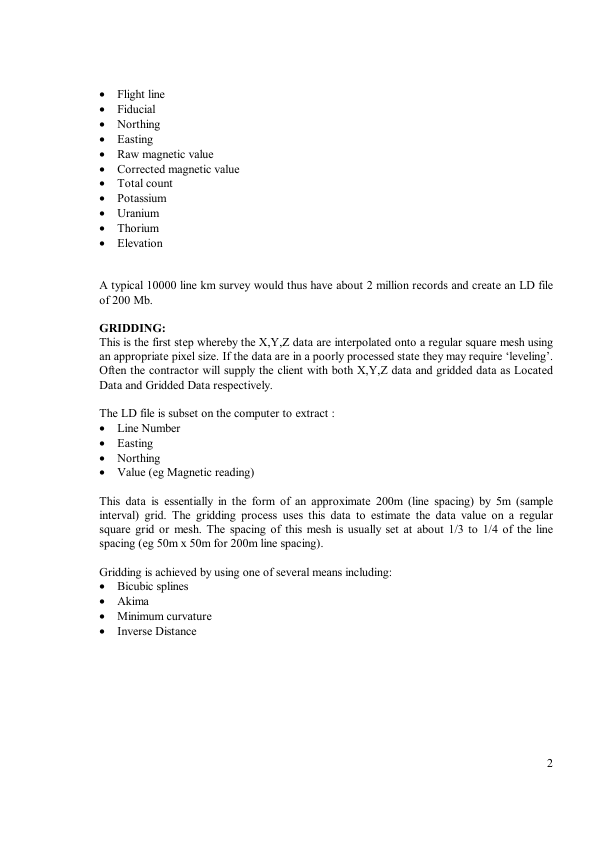 • Flight line
• Fiducial
• Northing
• Easting
• Raw magnetic value
• Corrected magnetic value
• Total count
• Potassium
• Uranium
• Thorium
• Elevation
A typical 10000 line km survey would thus have about 2 million records and create an LD file
of 200 Mb.
GRIDDING:
This is the first step whereby the X,Y,Z data are interpolated onto a regular square mesh using
an appropriate pixel size. If the data are in a poorly processed state they may require ‘leveling’.
Often the contractor will supply the client with both X,Y,Z data and gridded data as Located
Data and Gridded Data respectively.
The LD file is subset on the computer to extract :
• Line Number
• Easting
• Northing
• Value (eg Magnetic reading)
This data is essentially in the form of an approximate 200m (line spacing) by 5m (sample
interval) grid. The gridding process uses this data to estimate the data value on a regular
square grid or mesh. The spacing of this mesh is usually set at about 1/3 to 1/4 of the line
spacing (eg 50m x 50m for 200m line spacing).
Gridding is achieved by using one of several means including:
• Bicubic splines
• Akima
• Minimum curvature
• Inverse Distance
2